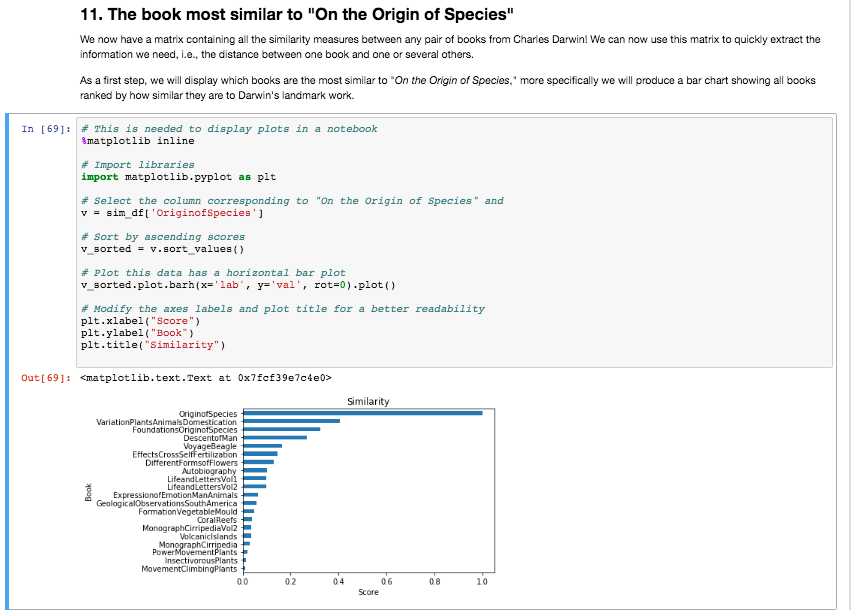 11. The book most similar to "On the Origin of Species"
We now have a matrix containing all the similarity measures between any pair of books from Charles Darwin! We can now use this matrix to quickly extract the
information we need, i.e., the distance between one book and one or several others.
As a first step, we will display which books are the most similar to "On the Origin of Species," more specifically we will produce a bar chart showing all books
ranked by how similar they are to Darwin's landmark work.
In [69]:
# This is needed to display plots in a notebook
%matplotlib inline
# Import libraries
import matplotlib.pyplot as plt
# Select the column corresponding to "On the Origin of Species" and
v = sim_df['OriginofSpecies']
# Sort by ascending scores
v_sorted = v.sort_values()
# Plot this data has a horizontal bar plot
v_sorted.plot.barh(x='lab', y='val', rot=0).plot()
# Modify the axes labels and plot title for a better readability
plt.xlabel("Score")
plt.ylabel("Book")
plt.title("Similarity")
Out[69]: <matplotlib.text.Text at 0x7fcf39e7c4e0>
Similarity
OriginofSpecies
VariationPlantsAnimalsDomestication
FoundationsOriginofSpecies
DescentofMan
VoyageBeagle
EffectsCrossSelfFertilization
DifferentFormsofFlowers
Autobiography
LifeandLettersVol1
LifeandLettersVol2
ExpressionofEmotionManAnimals
GeologicalObservationsSouthAmerica
FormationVegetableMould
CoralReefs
MonographCirripediaVol2
VolcanicIslands
MonographCirripedia
PowerMovementPlants
InsectivorousPlants
MovementClimbingPlants
Book
0.0 0.2 0.4 0.6 0.8 1.0
Score